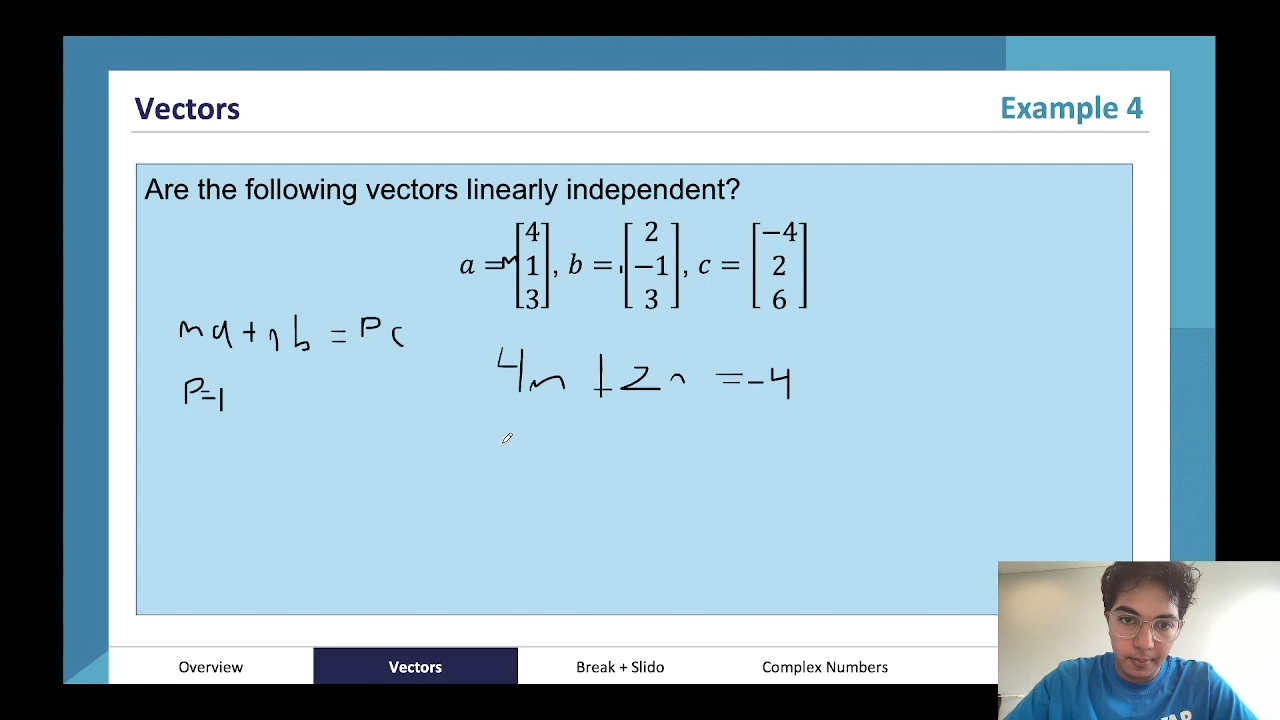 Vectors
Example 4
Are the following vectors linearly independent?
a = m [4 1 3], b = [2 −1 3], c = [−4 2 6]
ma + nb = Pc
4m + 2n = -4
P=1
Overview
Vectors
Break + Slido
Complex Numbers